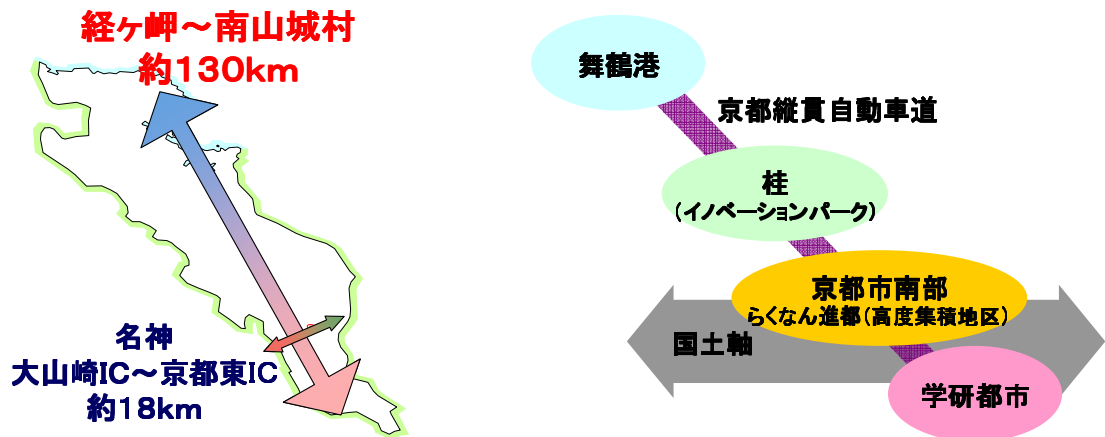 経ヶ岬～南山城村
約130km
名神
大山崎IC～京都東IC
約18km
舞鶴港
京都縦貫自動車道
桂
（イノベーションパーク）
京都市南部
らくなん進都（高度集積地区）
国土軸
学研都市